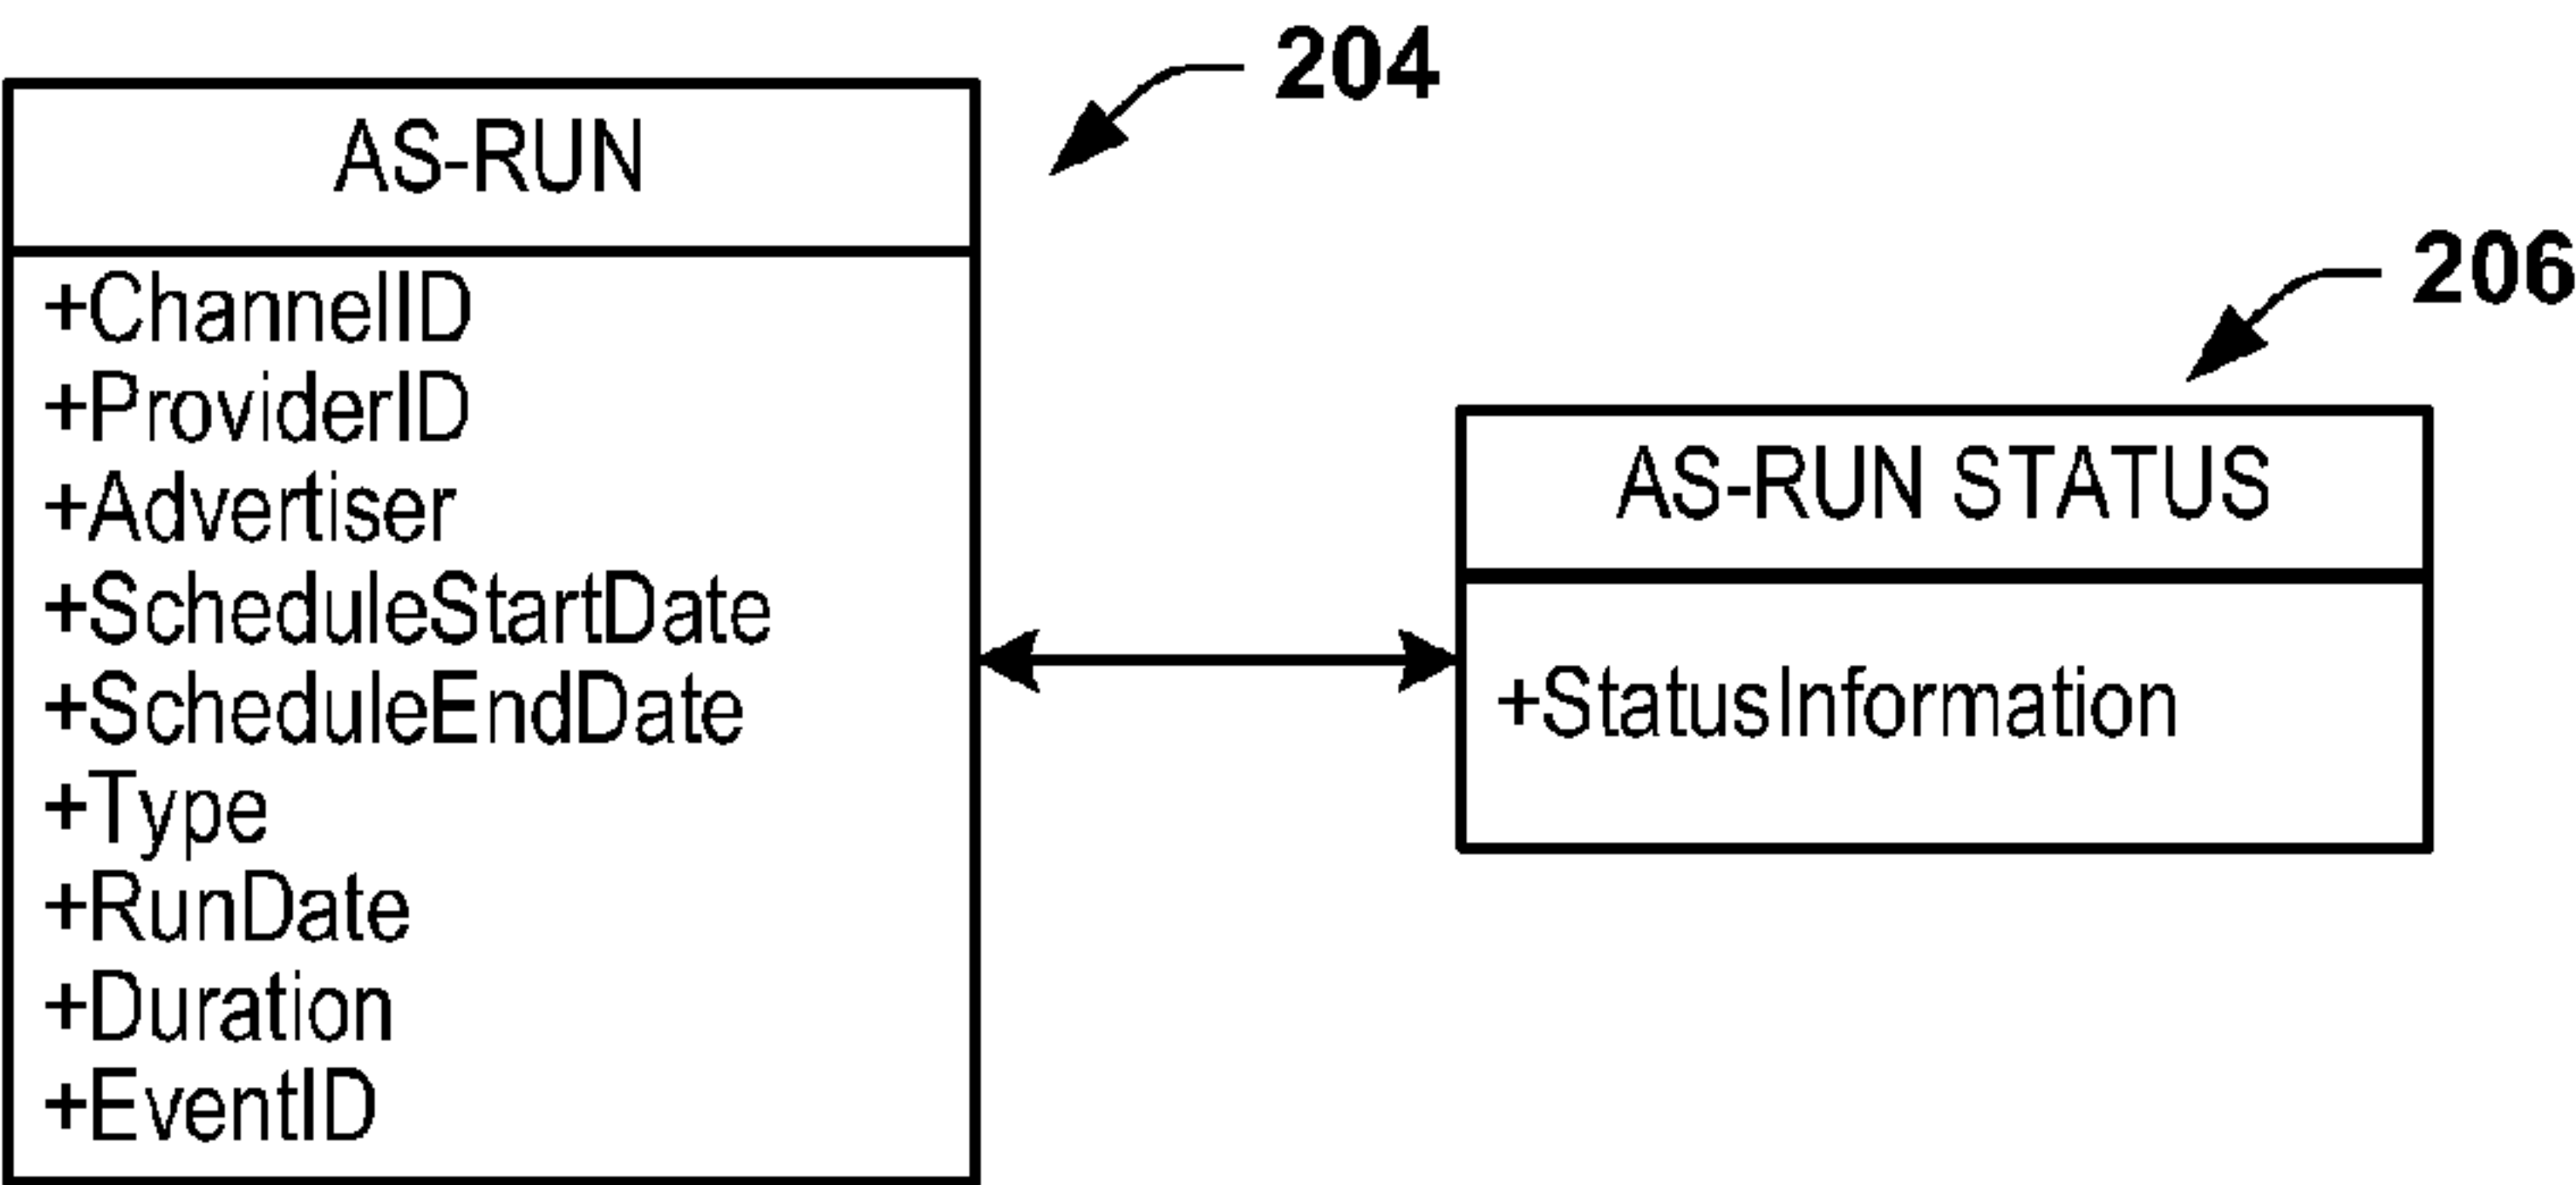 204
AS-RUN
+ChannelID
+ProviderID
+Advertiser
+ScheduleStartDate
+ScheduleEndDate
+Type
+RunDate
+Duration
+EventID
206
AS-RUN STATUS
+StatusInformation